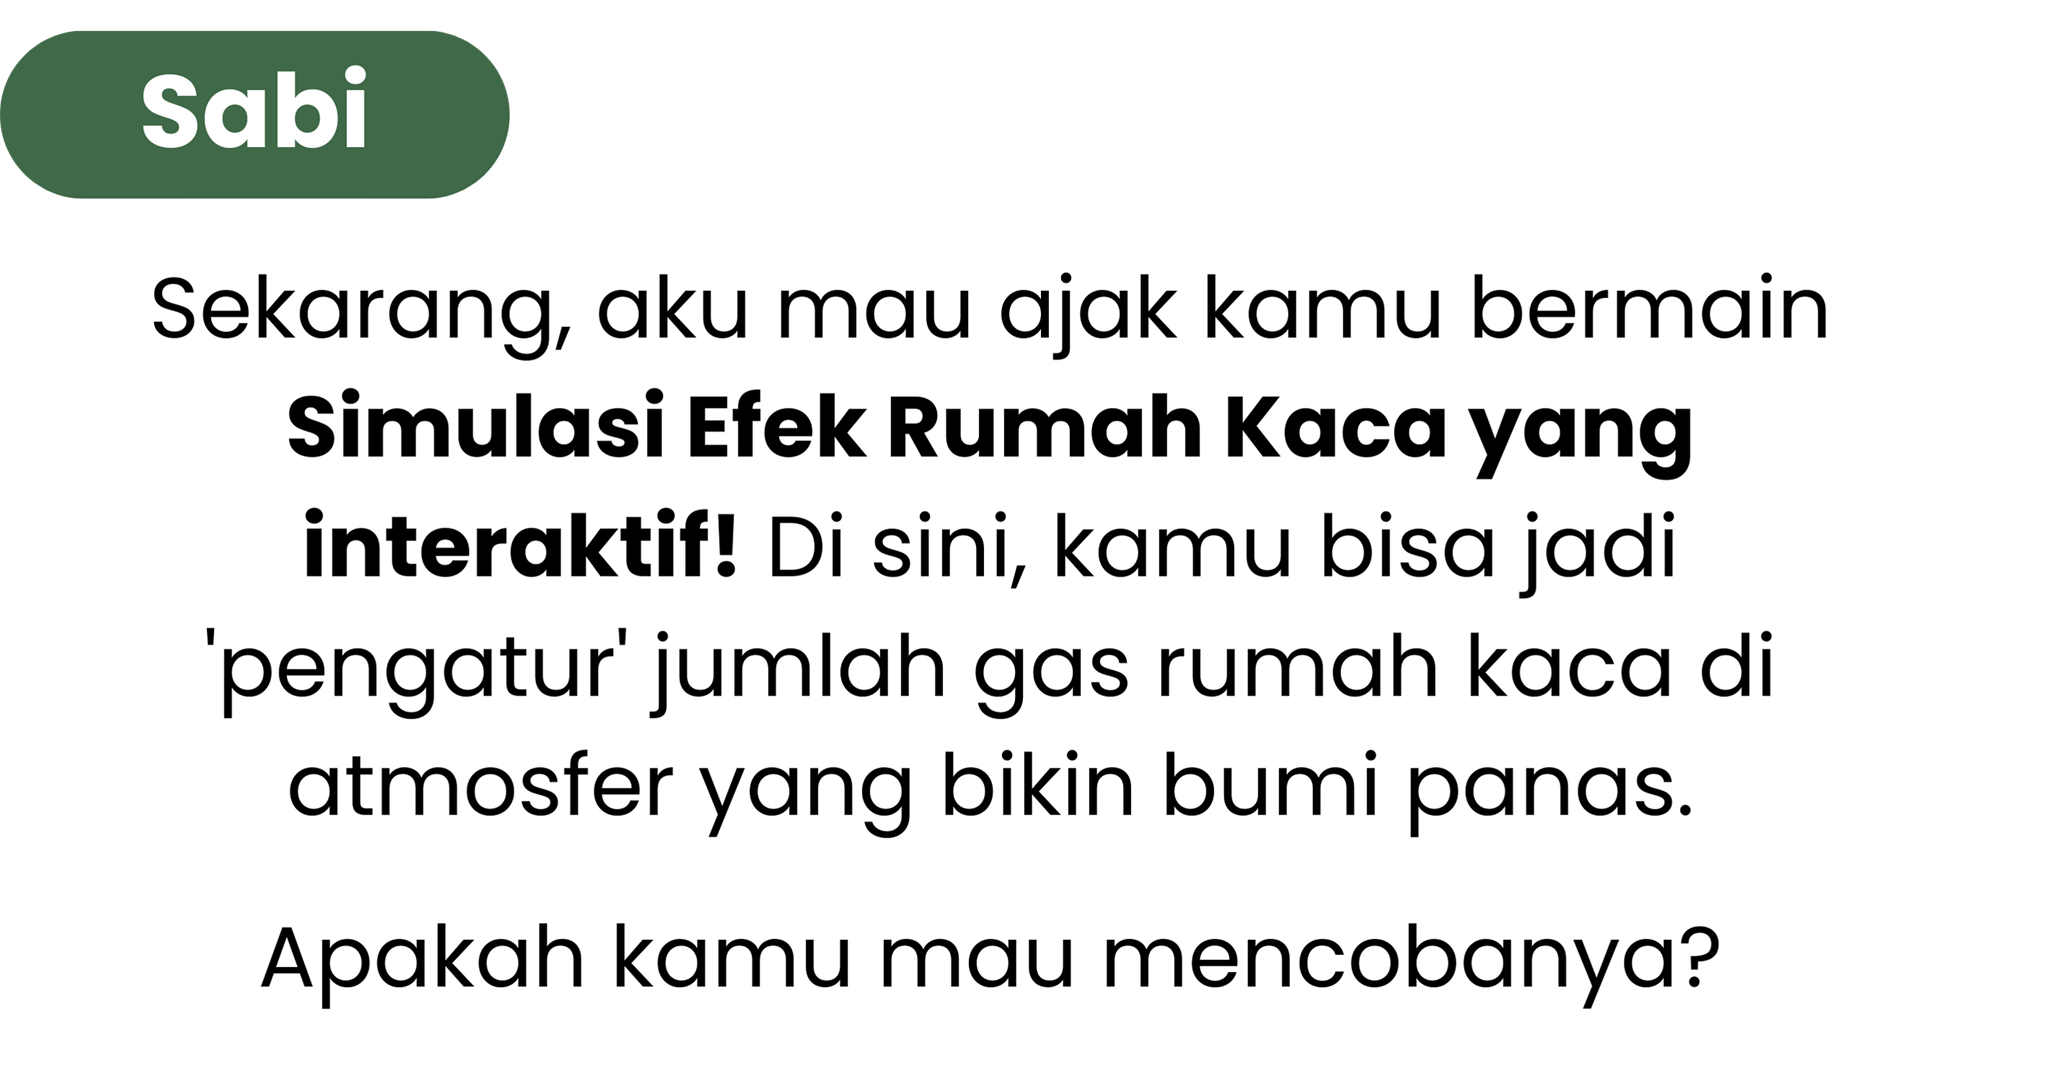 Sabi
Sekarang, aku mau ajak kamu bermain
Simulasi Efek Rumah Kaca yang
interaktif! Di sini, kamu bisa jadi
'pengatur' jumlah gas rumah kaca di
atmosfer yang bikin bumi panas.
Apakah kamu mau mencobanya?